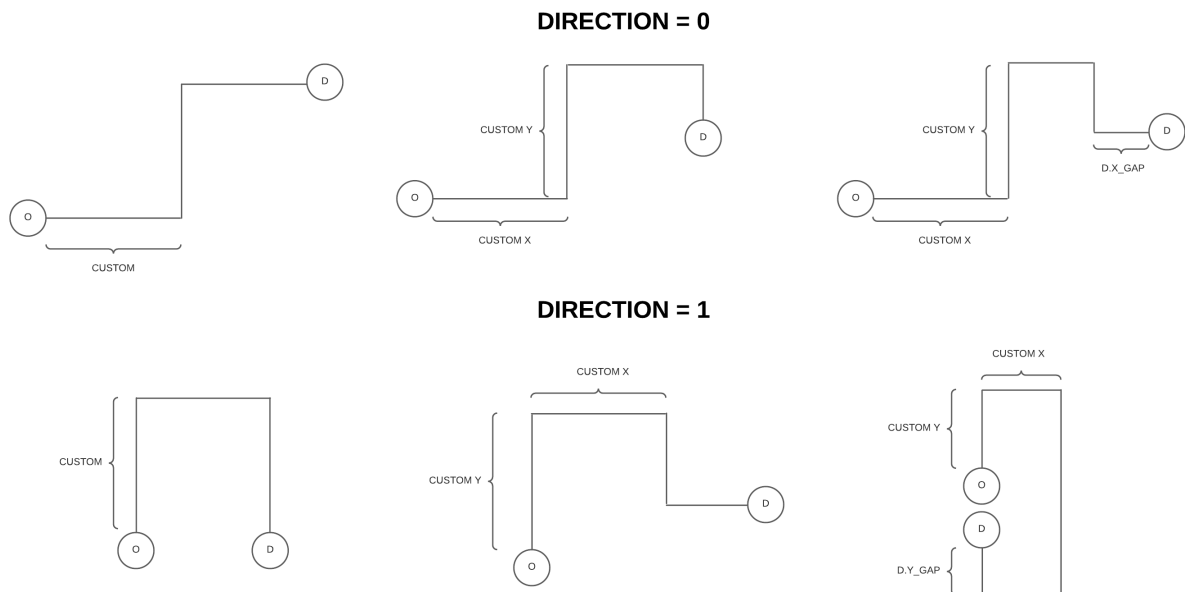 DIRECTION = 0
D
O
CUSTOM
CUSTOM Y
D
O
CUSTOM X
CUSTOM Y
D
D.X_GAP
O
CUSTOM X
DIRECTION = 1
CUSTOM
O
D
CUSTOM X
CUSTOM Y
D
O
CUSTOM X
CUSTOM Y
O
D
D.Y_GAP